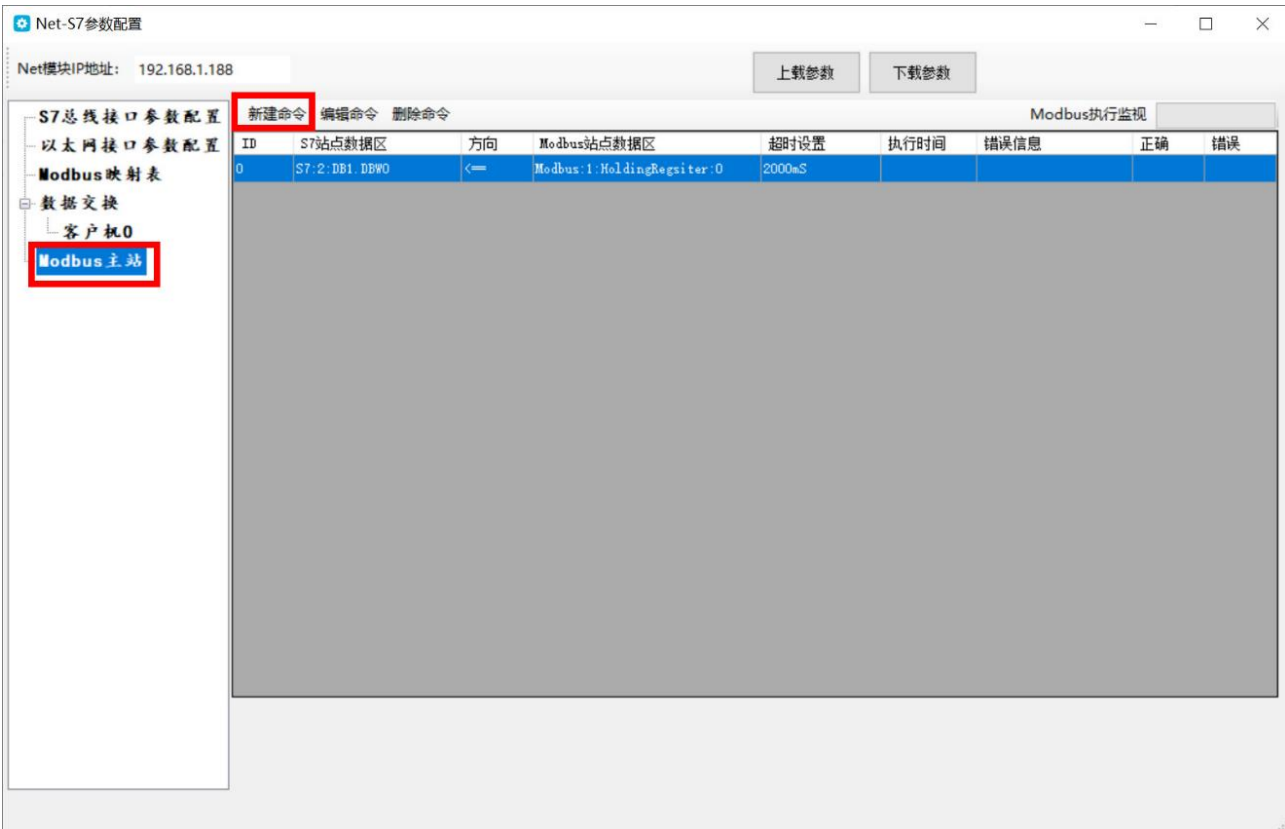 Net-S7参数配置
Net模块IP地址: 192.168.1.188 上载参数 下载参数
S7总线接口参数配置
以太网接口参数配置
Modbus映射表
数据交换
客户机0
Modbus主站
新建命令 编辑命令 删除命令 Modbus执行监视
ID S7站点数据区 方向 Modbus站点数据区 超时设置 执行时间 错误信息 正确 错误
0 S7:2:DB1.DBW0 <== Modbus:1:HoldingRegsiter:0 2000mS